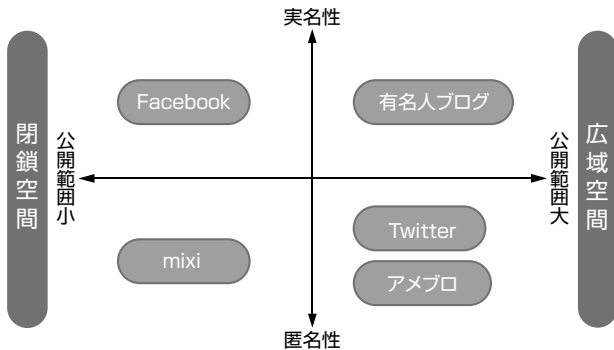 実名性
Facebook
有名人ブログ
閉鎖空間
公開範囲小
公開範囲大
広域空間
Twitter
mixi
アメブロ
匿名性